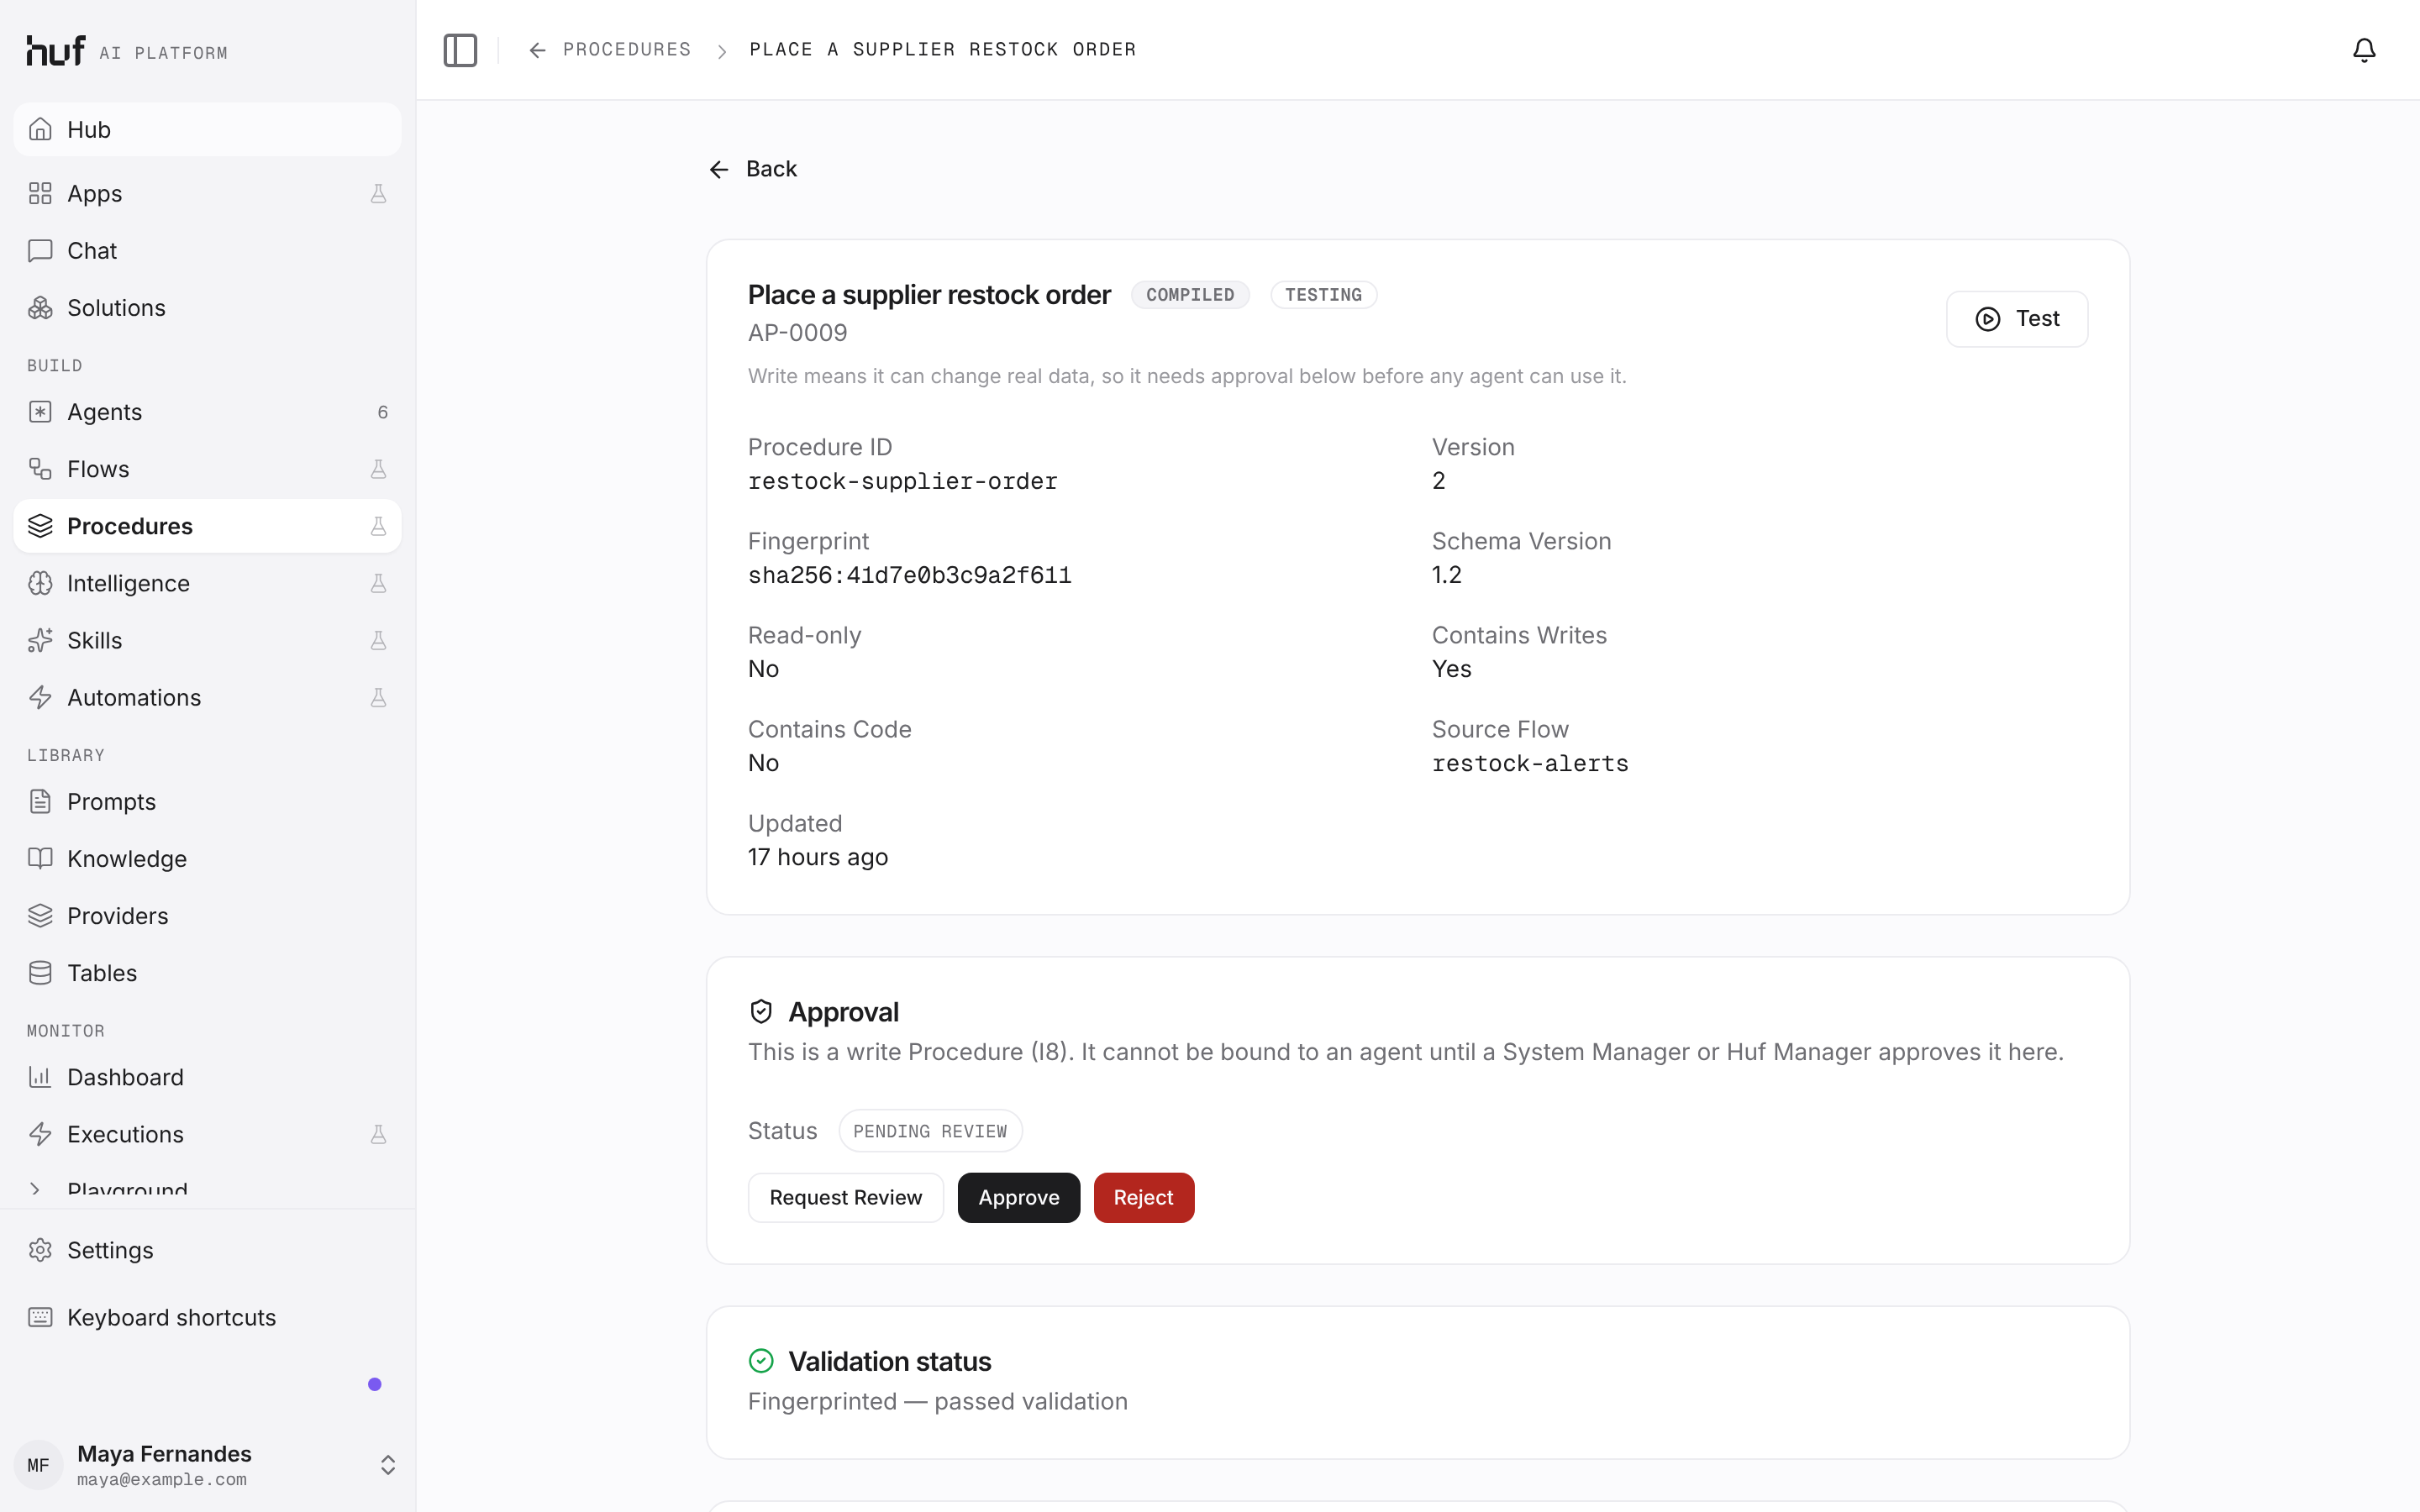 huf AI PLATFORM
Hub
Apps
Chat
Solutions
BUILD
Agents 6
Flows
Procedures
Intelligence
Skills
Automations
LIBRARY
Prompts
Knowledge
Providers
Tables
MONITOR
Dashboard
Executions
Playground
Settings
Keyboard shortcuts
MF
Maya Fernandes
maya@example.com
PROCEDURES
PLACE A SUPPLIER RESTOCK ORDER
Back
Place a supplier restock order COMPILED TESTING
AP-0009
Write means it can change real data, so it needs approval below before any agent can use it.
Test
Procedure ID
restock-supplier-order
Version
2
Fingerprint
sha256:41d7e0b3c9a2f611
Schema Version
1.2
Read-only
No
Contains Writes
Yes
Contains Code
No
Source Flow
restock-alerts
Updated
17 hours ago
Approval
This is a write Procedure (I8). It cannot be bound to an agent until a System Manager or Huf Manager approves it here.
Status PENDING REVIEW
Request Review Approve Reject
Validation status
Fingerprinted — passed validation